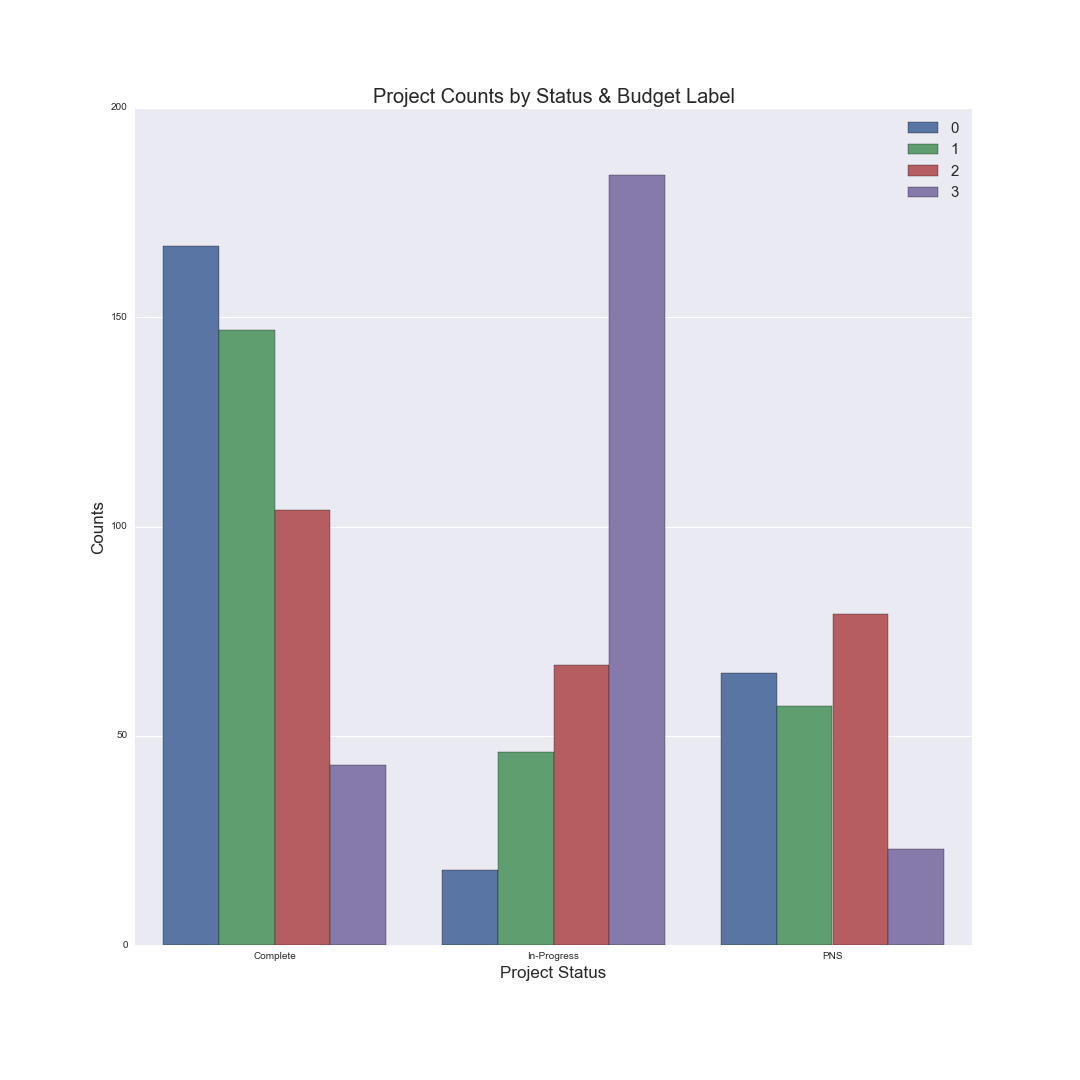 Project Counts by Status & Budget Label
200
150
100
50
0
Counts
0
1
2
3
Complete
In-Progress
PNS
Project Status